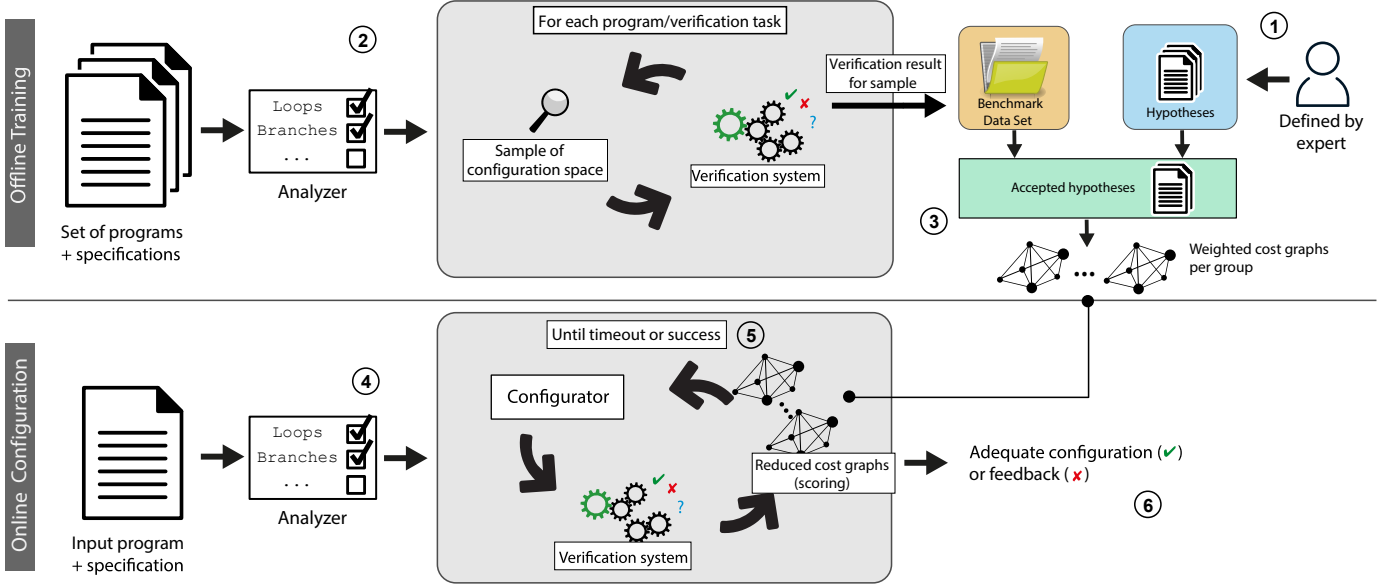 Offline Training
2
Loops
Branches
...
Analyzer
Set of programs
+ specifications
For each program/verification task
Sample of
configuration space
✔
✘
?
Verification system
Verification result
for sample
Benchmark
Data Set
Hypotheses
1
Defined by
expert
Accepted hypotheses
3
Weighted cost graphs
per group
Online Configuration
4
Loops
Branches
...
Analyzer
Input program
+ specification
Until timeout or success
5
Configurator
✔
✘
?
Verification system
Reduced cost graphs
(scoring)
Adequate configuration (✔)
or feedback (✘)
6